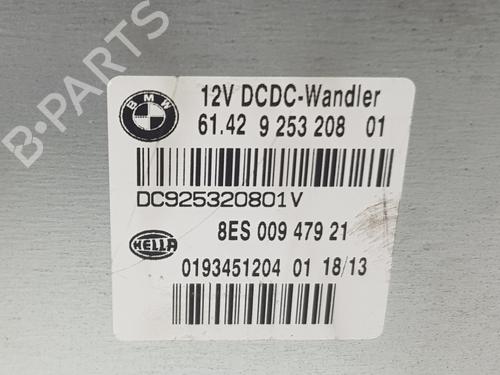 B-PARTS
BMW
12V DCDC-Wandler
61.42 9 253 208 01
DC925320801V
HELLA
8ES 009 479 21
0193451204 01 18/13